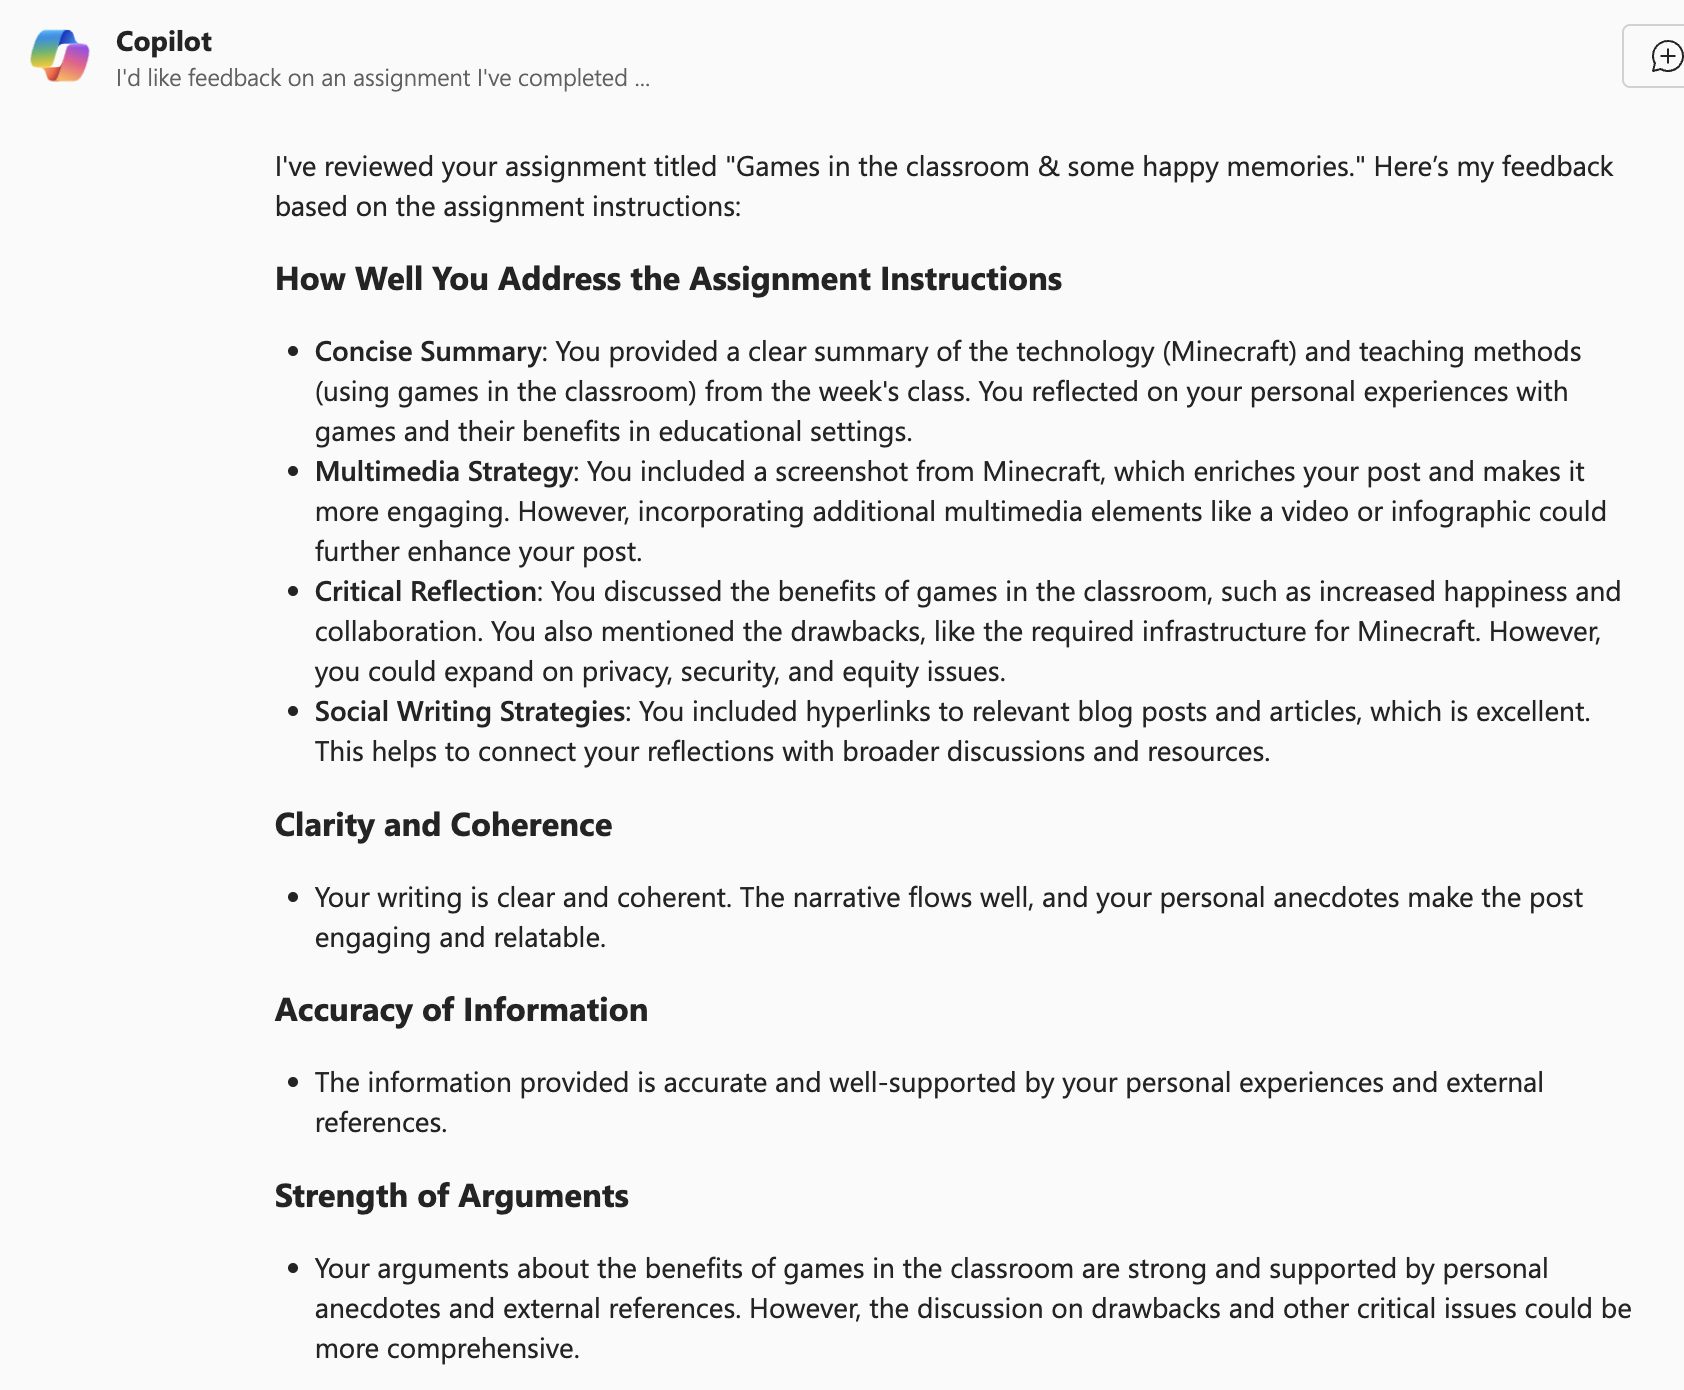 Copilot
I'd like feedback on an assignment I've completed ...
I've reviewed your assignment titled "Games in the classroom & some happy memories." Here’s my feedback
based on the assignment instructions:
How Well You Address the Assignment Instructions
• Concise Summary: You provided a clear summary of the technology (Minecraft) and teaching methods
(using games in the classroom) from the week's class. You reflected on your personal experiences with
games and their benefits in educational settings.
• Multimedia Strategy: You included a screenshot from Minecraft, which enriches your post and makes it
more engaging. However, incorporating additional multimedia elements like a video or infographic could
further enhance your post.
• Critical Reflection: You discussed the benefits of games in the classroom, such as increased happiness and
collaboration. You also mentioned the drawbacks, like the required infrastructure for Minecraft. However,
you could expand on privacy, security, and equity issues.
• Social Writing Strategies: You included hyperlinks to relevant blog posts and articles, which is excellent.
This helps to connect your reflections with broader discussions and resources.
Clarity and Coherence
• Your writing is clear and coherent. The narrative flows well, and your personal anecdotes make the post
engaging and relatable.
Accuracy of Information
• The information provided is accurate and well-supported by your personal experiences and external
references.
Strength of Arguments
• Your arguments about the benefits of games in the classroom are strong and supported by personal
anecdotes and external references. However, the discussion on drawbacks and other critical issues could be
more comprehensive.